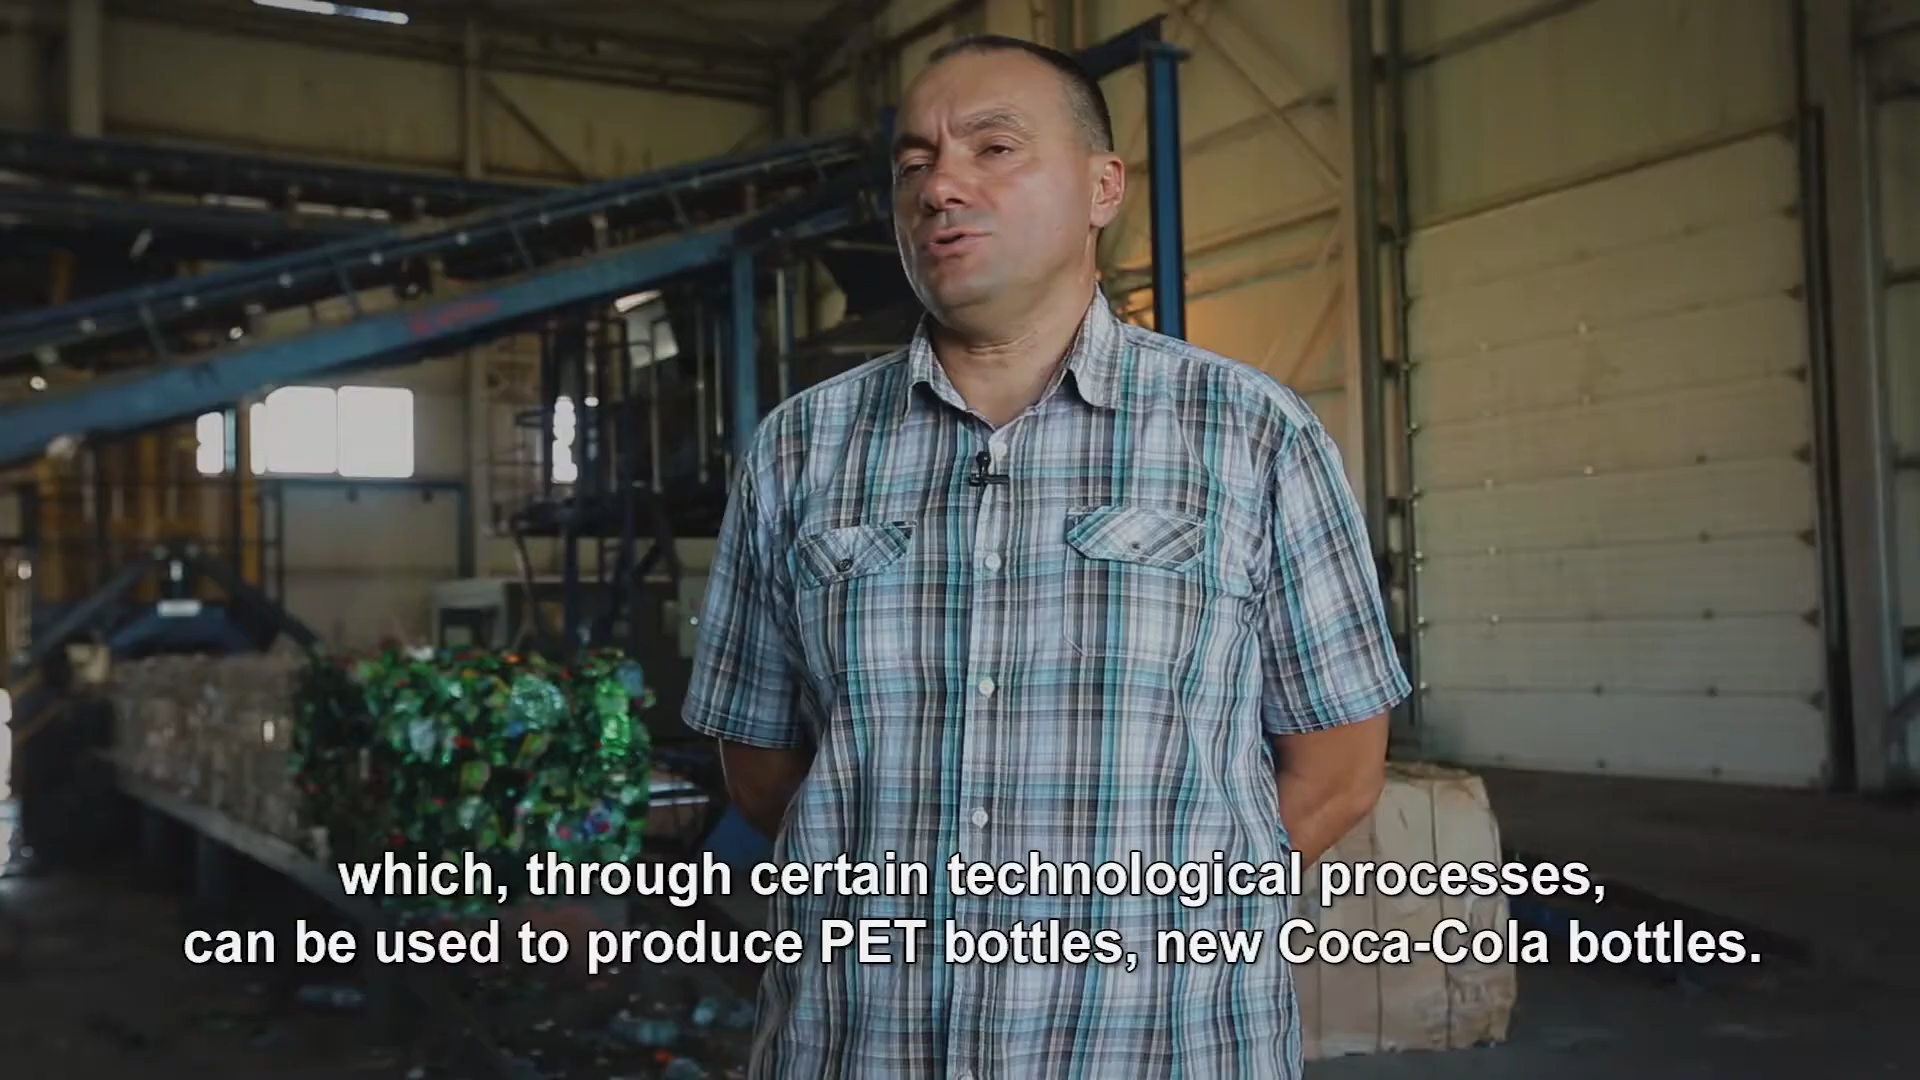 which, through certain technological processes,
can be used to produce PET bottles, new Coca-Cola bottles.